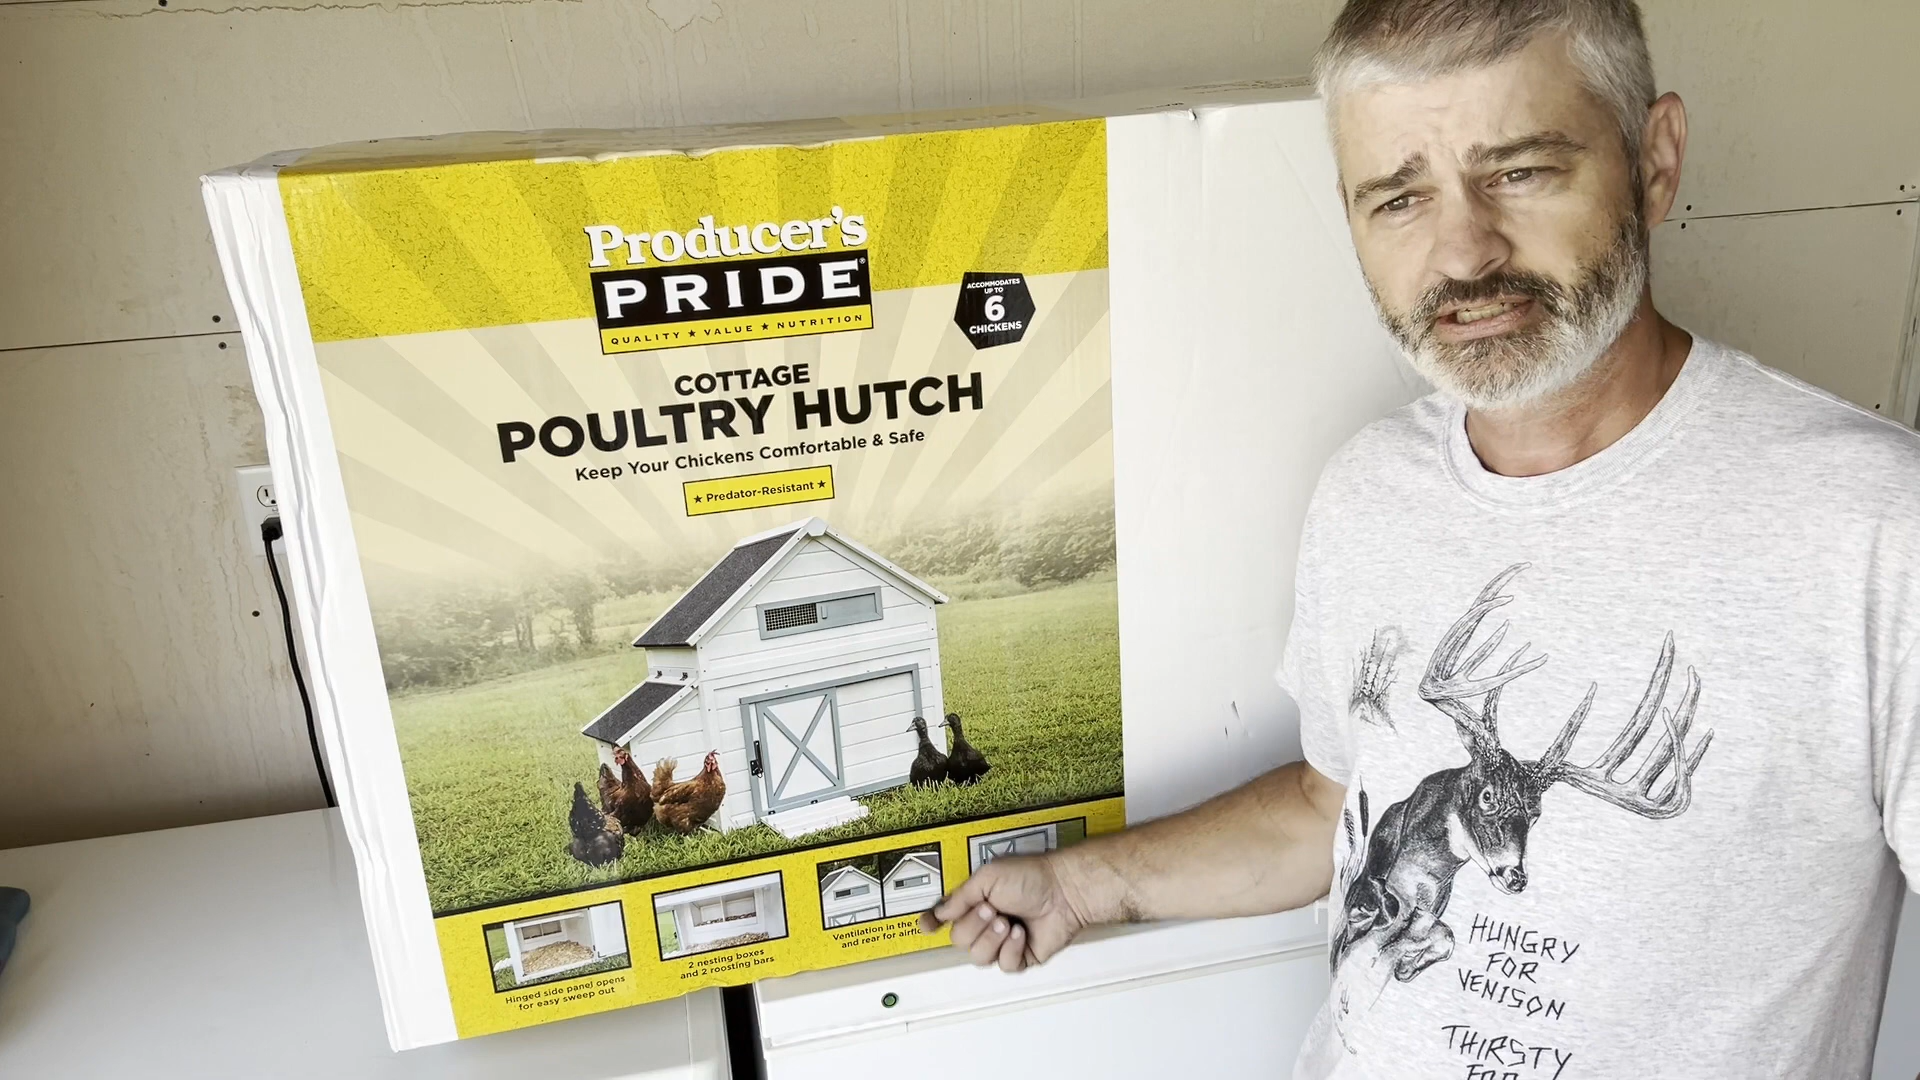 Producer's
PRIDE®
QUALITY ★ VALUE ★ NUTRITION
ACCOMMODATES
UP TO
6
CHICKENS
COTTAGE
POULTRY HUTCH
Keep Your Chickens Comfortable & Safe
★ Predator-Resistant ★
Hinged side panel opens
for easy sweep out
2 nesting boxes
and 2 roosting bars
Ventilation in the
and rear for
HUNGRY
FOR
VENISON
THIRSTY
FOR